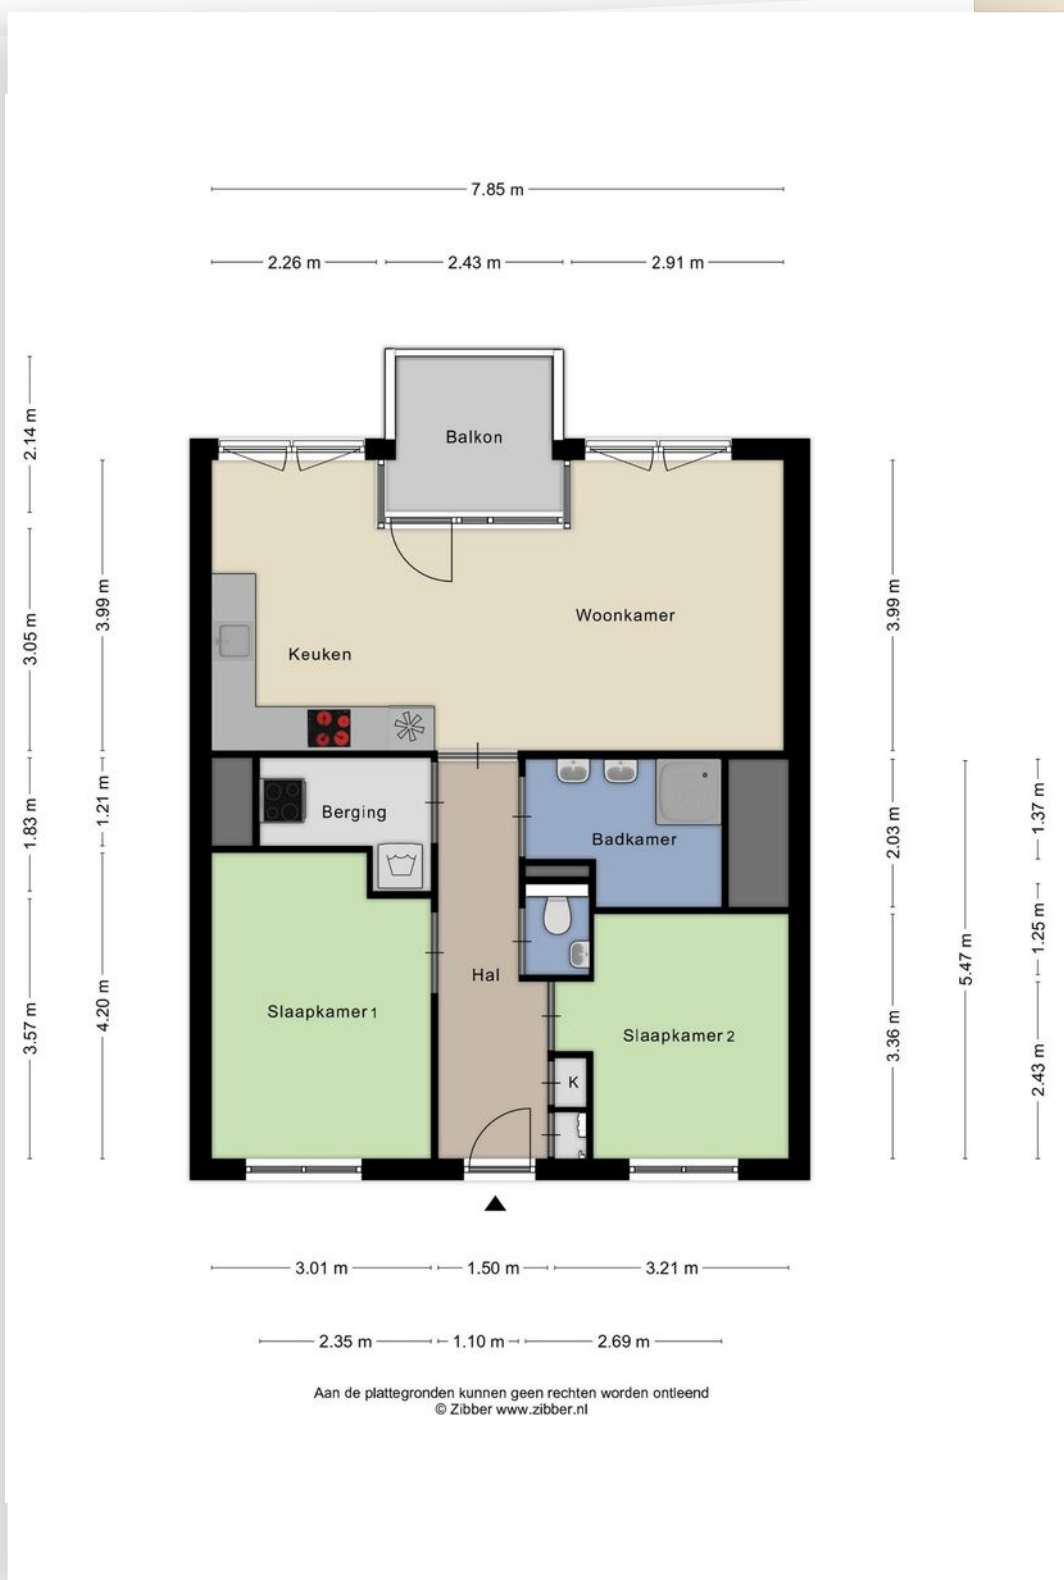 7.85 m
2.26 m
2.43 m
2.91 m
2.14 m
3.05 m
1.83 m
3.57 m
3.99 m
1.21 m
4.20 m
Balkon
Woonkamer
Keuken
Berging
Badkamer
Hal
Slaapkamer 1
Slaapkamer 2
K
3.99 m
2.03 m
3.36 m
5.47 m
1.37 m
1.25 m
2.43 m
3.01 m
1.50 m
3.21 m
2.35 m
1.10 m
2.69 m
Aan de plattegronden kunnen geen rechten worden ontleend
© Zibber www.zibber.nl